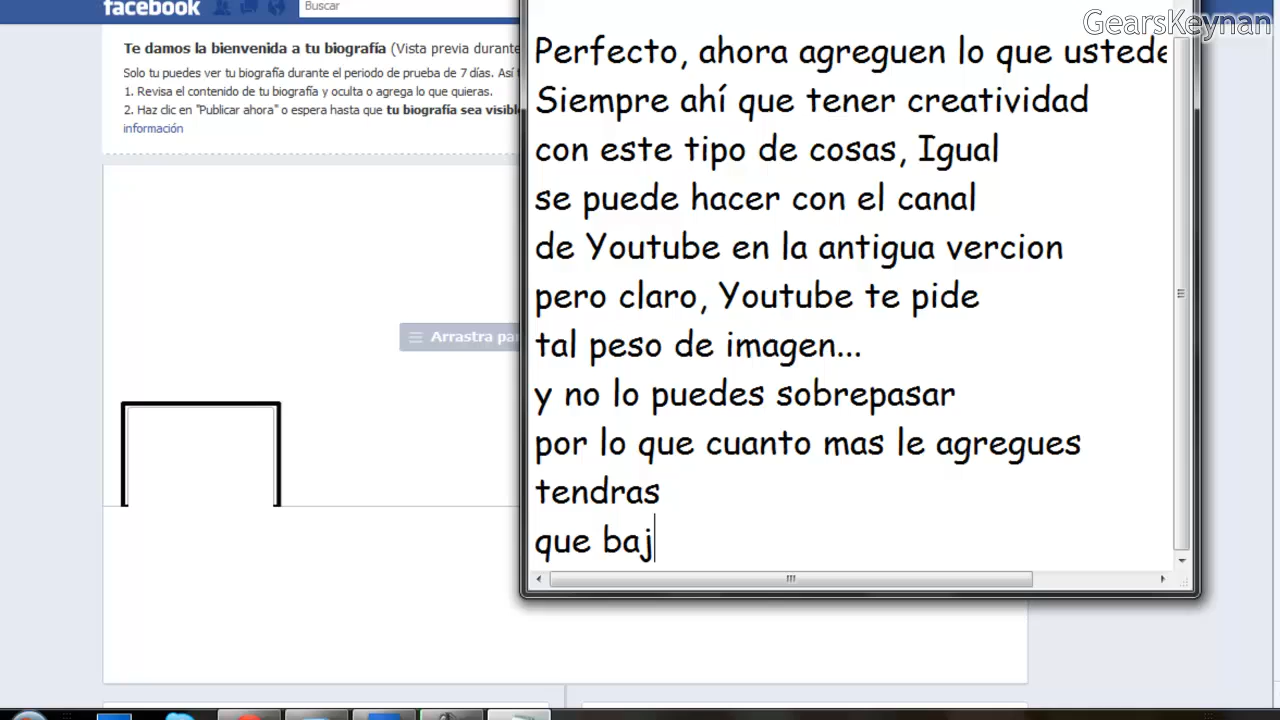 facebook
Buscar
GearsKeynan
Te damos la bienvenida a tu biografía (Vista previa durante
Solo tu puedes ver tu biografía durante el periodo de prueba de 7 días. Así
1. Revisa el contenido de tu biografía y oculta o agrega lo que quieras.
2. Haz clic en "Publicar ahora" o espera hasta que tu biografía sea visible
información
Arrastra par
Perfecto, ahora agreguen lo que ustede
Siempre ahí que tener creatividad
con este tipo de cosas, Igual
se puede hacer con el canal
de Youtube en la antigua vercion
pero claro, Youtube te pide
tal peso de imagen...
y no lo puedes sobrepasar
por lo que cuanto mas le agregues
tendras
que baj